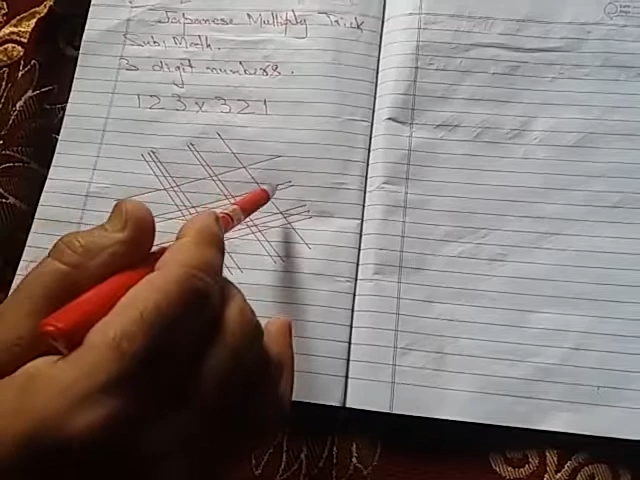 Japanese Multiply Trick
Sub, Math.
3 digit numbers.
123 x 321